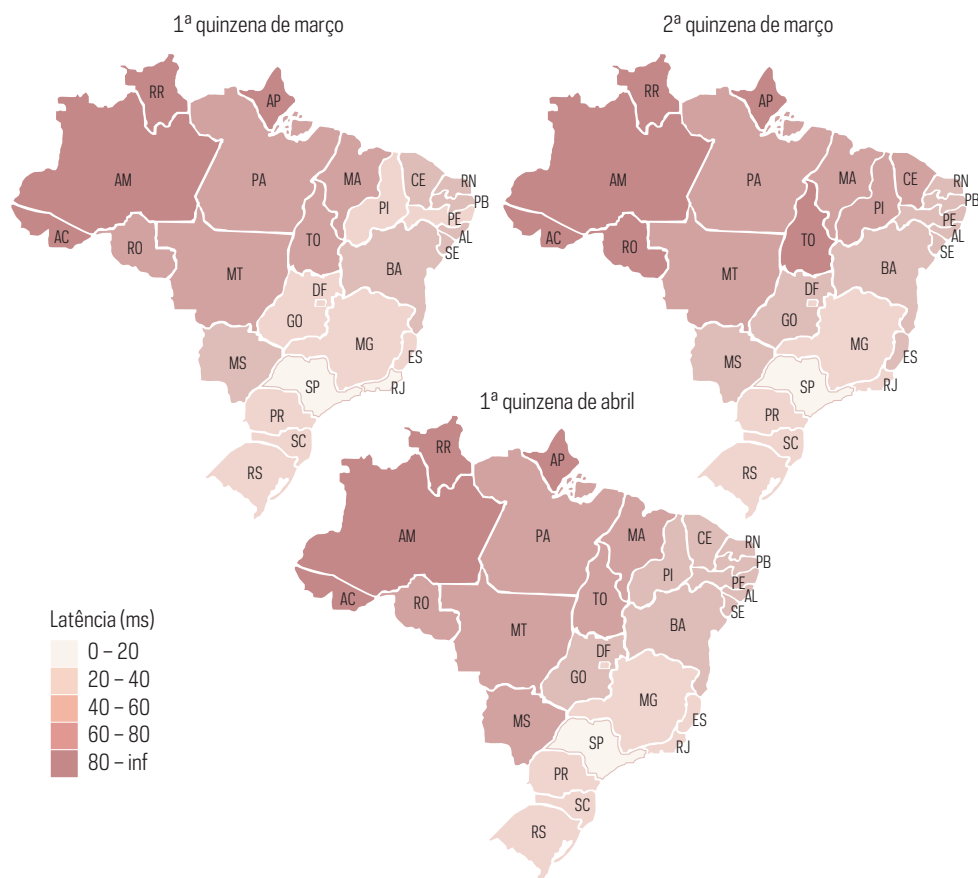 1ª quinzena de março
RR
AP
AM
PA
MA
CE
RN
PB
PI
PE
AL
SE
AC
RO
TO
BA
MT
DF
GO
MG
ES
MS
SP
RJ
PR
SC
RS
2ª quinzena de março
RR
AP
AM
PA
MA
CE
RN
PB
PI
PE
AL
SE
AC
RO
TO
BA
MT
DF
GO
MG
ES
MS
SP
RJ
PR
SC
RS
1ª quinzena de abril
RR
AP
AM
PA
MA
CE
RN
PB
PI
PE
AL
SE
AC
RO
TO
BA
MT
DF
GO
MG
ES
MS
SP
RJ
PR
SC
RS
Latência (ms)
0 – 20
20 – 40
40 – 60
60 – 80
80 – inf